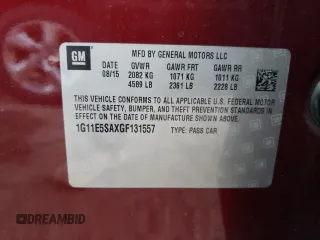 GM
MFD BY GENERAL MOTORS LLC
DATE GVWR GAWR FRT GAWR RR
08/15 2082 KG 1071 KG 1011 KG
4589 LB 2361 LB 2228 LB
THIS VEHICLE CONFORMS TO ALL APPLICABLE U.S. FEDERAL MOTOR
VEHICLE SAFETY, BUMPER, AND THEFT PREVENTION STANDARDS IN
EFFECT ON THE DATE OF MANUFACTURE SHOWN ABOVE.
1G11E5SAXGF131557 TYPE: PASS CAR
DREAMBID